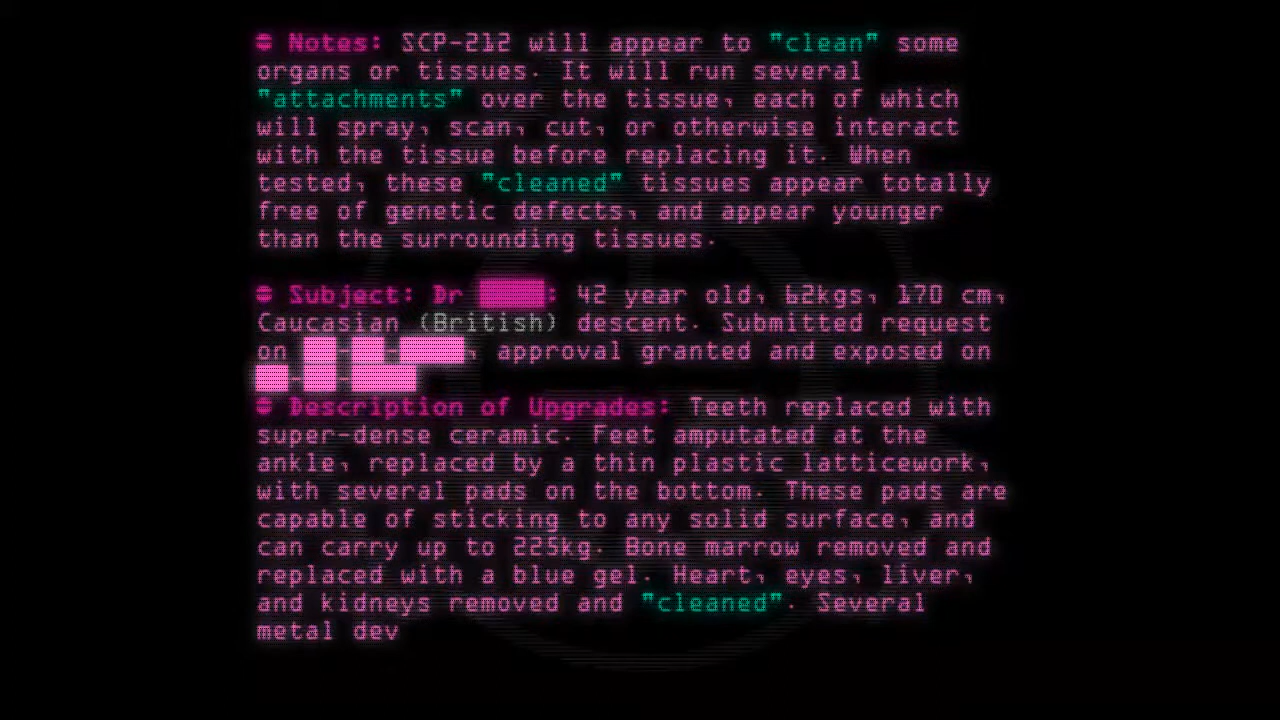 Notes: SCP-212 will appear to "clean" some
organs or tissues. It will run several
"attachments" over the tissue, each of which
will spray, scan, cut, or otherwise interact
with the tissue before replacing it. When
tested, these "cleaned" tissues appear totally
free of genetic defects, and appear younger
than the surrounding tissues.
Subject: Dr ████: 42 year old, 62kgs, 170 cm,
Caucasian (British) descent. Submitted request
on ██-██-████, approval granted and exposed on
██-██-████
Description of Upgrades: Teeth replaced with
super-dense ceramic. Feet amputated at the
ankle, replaced by a thin plastic latticework,
with several pads on the bottom. These pads are
capable of sticking to any solid surface, and
can carry up to 225kg. Bone marrow removed and
replaced with a blue gel. Heart, eyes, liver,
and kidneys removed and "cleaned". Several
metal dev